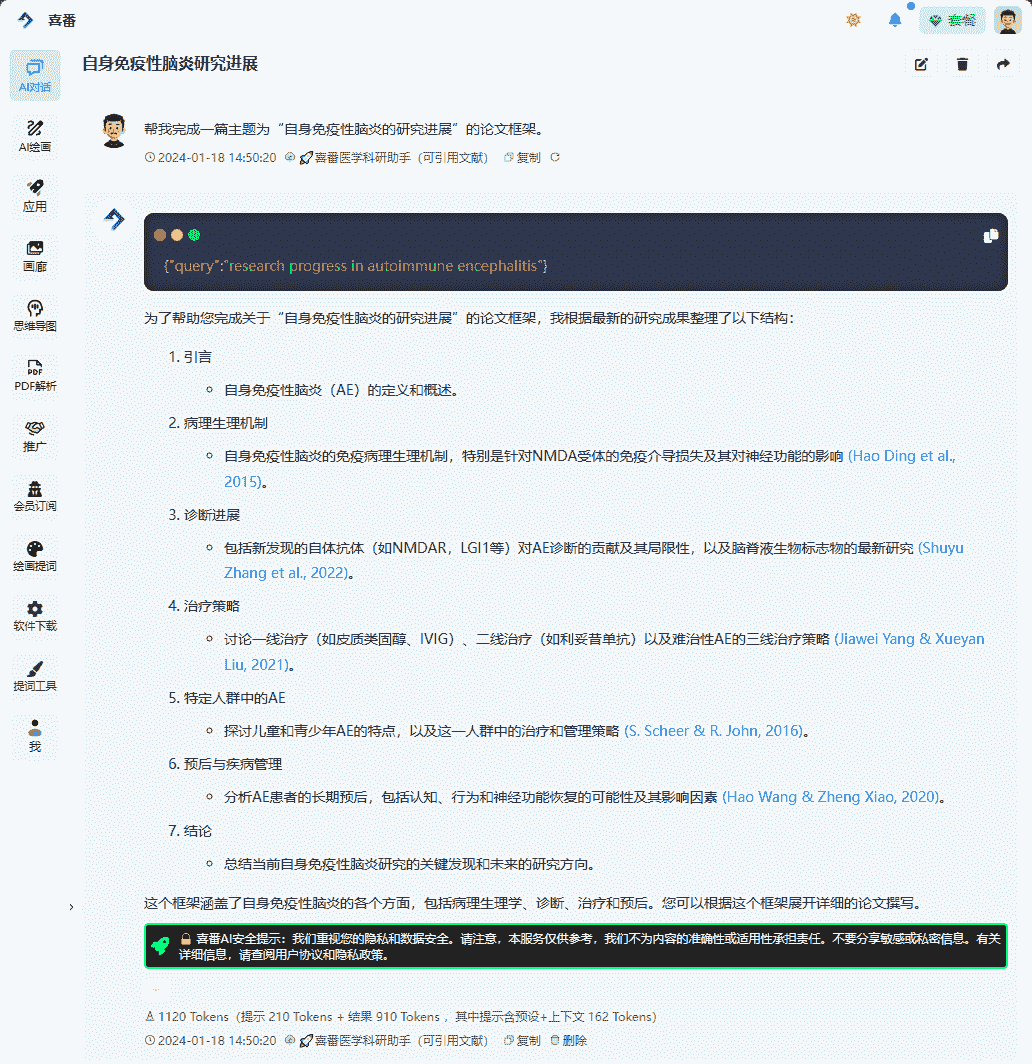 喜番
套餐
AI对话
AI绘画
应用
画廊
思维导图
PDF解析
推广
会员订阅
绘画提词
软件下载
提词工具
我
自身免疫性脑炎研究进展
帮我完成一篇主题为“自身免疫性脑炎的研究进展”的论文框架。
2024-01-18 14:50:20 喜番医学科研助手（可引用文献） 复制
{"query":"research progress in autoimmune encephalitis"}
为了帮助您完成关于“自身免疫性脑炎的研究进展”的论文框架，我根据最新的研究成果整理了以下结构：
1. 引言
自身免疫性脑炎（AE）的定义和概述。
2. 病理生理机制
自身免疫性脑炎的免疫病理生理机制，特别是针对NMDA受体的免疫介导损失及其对神经功能的影响 (Hao Ding et al.,
2015)。
3. 诊断进展
包括新发现的自体抗体（如NMDAR，LGI1等）对AE诊断的贡献及其局限性，以及脑脊液生物标志物的最新研究 (Shuyu
Zhang et al., 2022)。
4. 治疗策略
讨论一线治疗（如皮质类固醇、IVIG）、二线治疗（如利妥昔单抗）以及难治性AE的三线治疗策略 (Jiawei Yang & Xueyan
Liu, 2021)。
5. 特定人群中的AE
探讨儿童和青少年AE的特点，以及这一人群中的治疗和管理策略 (S. Scheer & R. John, 2016)。
6. 预后与疾病管理
分析AE患者的长期预后，包括认知、行为和神经功能恢复的可能性及其影响因素 (Hao Wang & Zheng Xiao, 2020)。
7. 结论
总结当前自身免疫性脑炎研究的关键发现和未来的研究方向。
这个框架涵盖了自身免疫性脑炎的各个方面，包括病理生理学、诊断、治疗和预后。您可以根据这个框架展开详细的论文撰写。
喜番AI安全提示：我们重视您的隐私和数据安全。请注意，本服务仅供参考，我们不为内容的准确性或适用性承担责任。不要分享敏感或私密信息。有关
详细信息，请查阅用户协议和隐私政策。
1120 Tokens（提示 210 Tokens + 结果 910 Tokens ，其中提示含预设+上下文 162 Tokens）
2024-01-18 14:50:20 喜番医学科研助手（可引用文献） 复制 删除